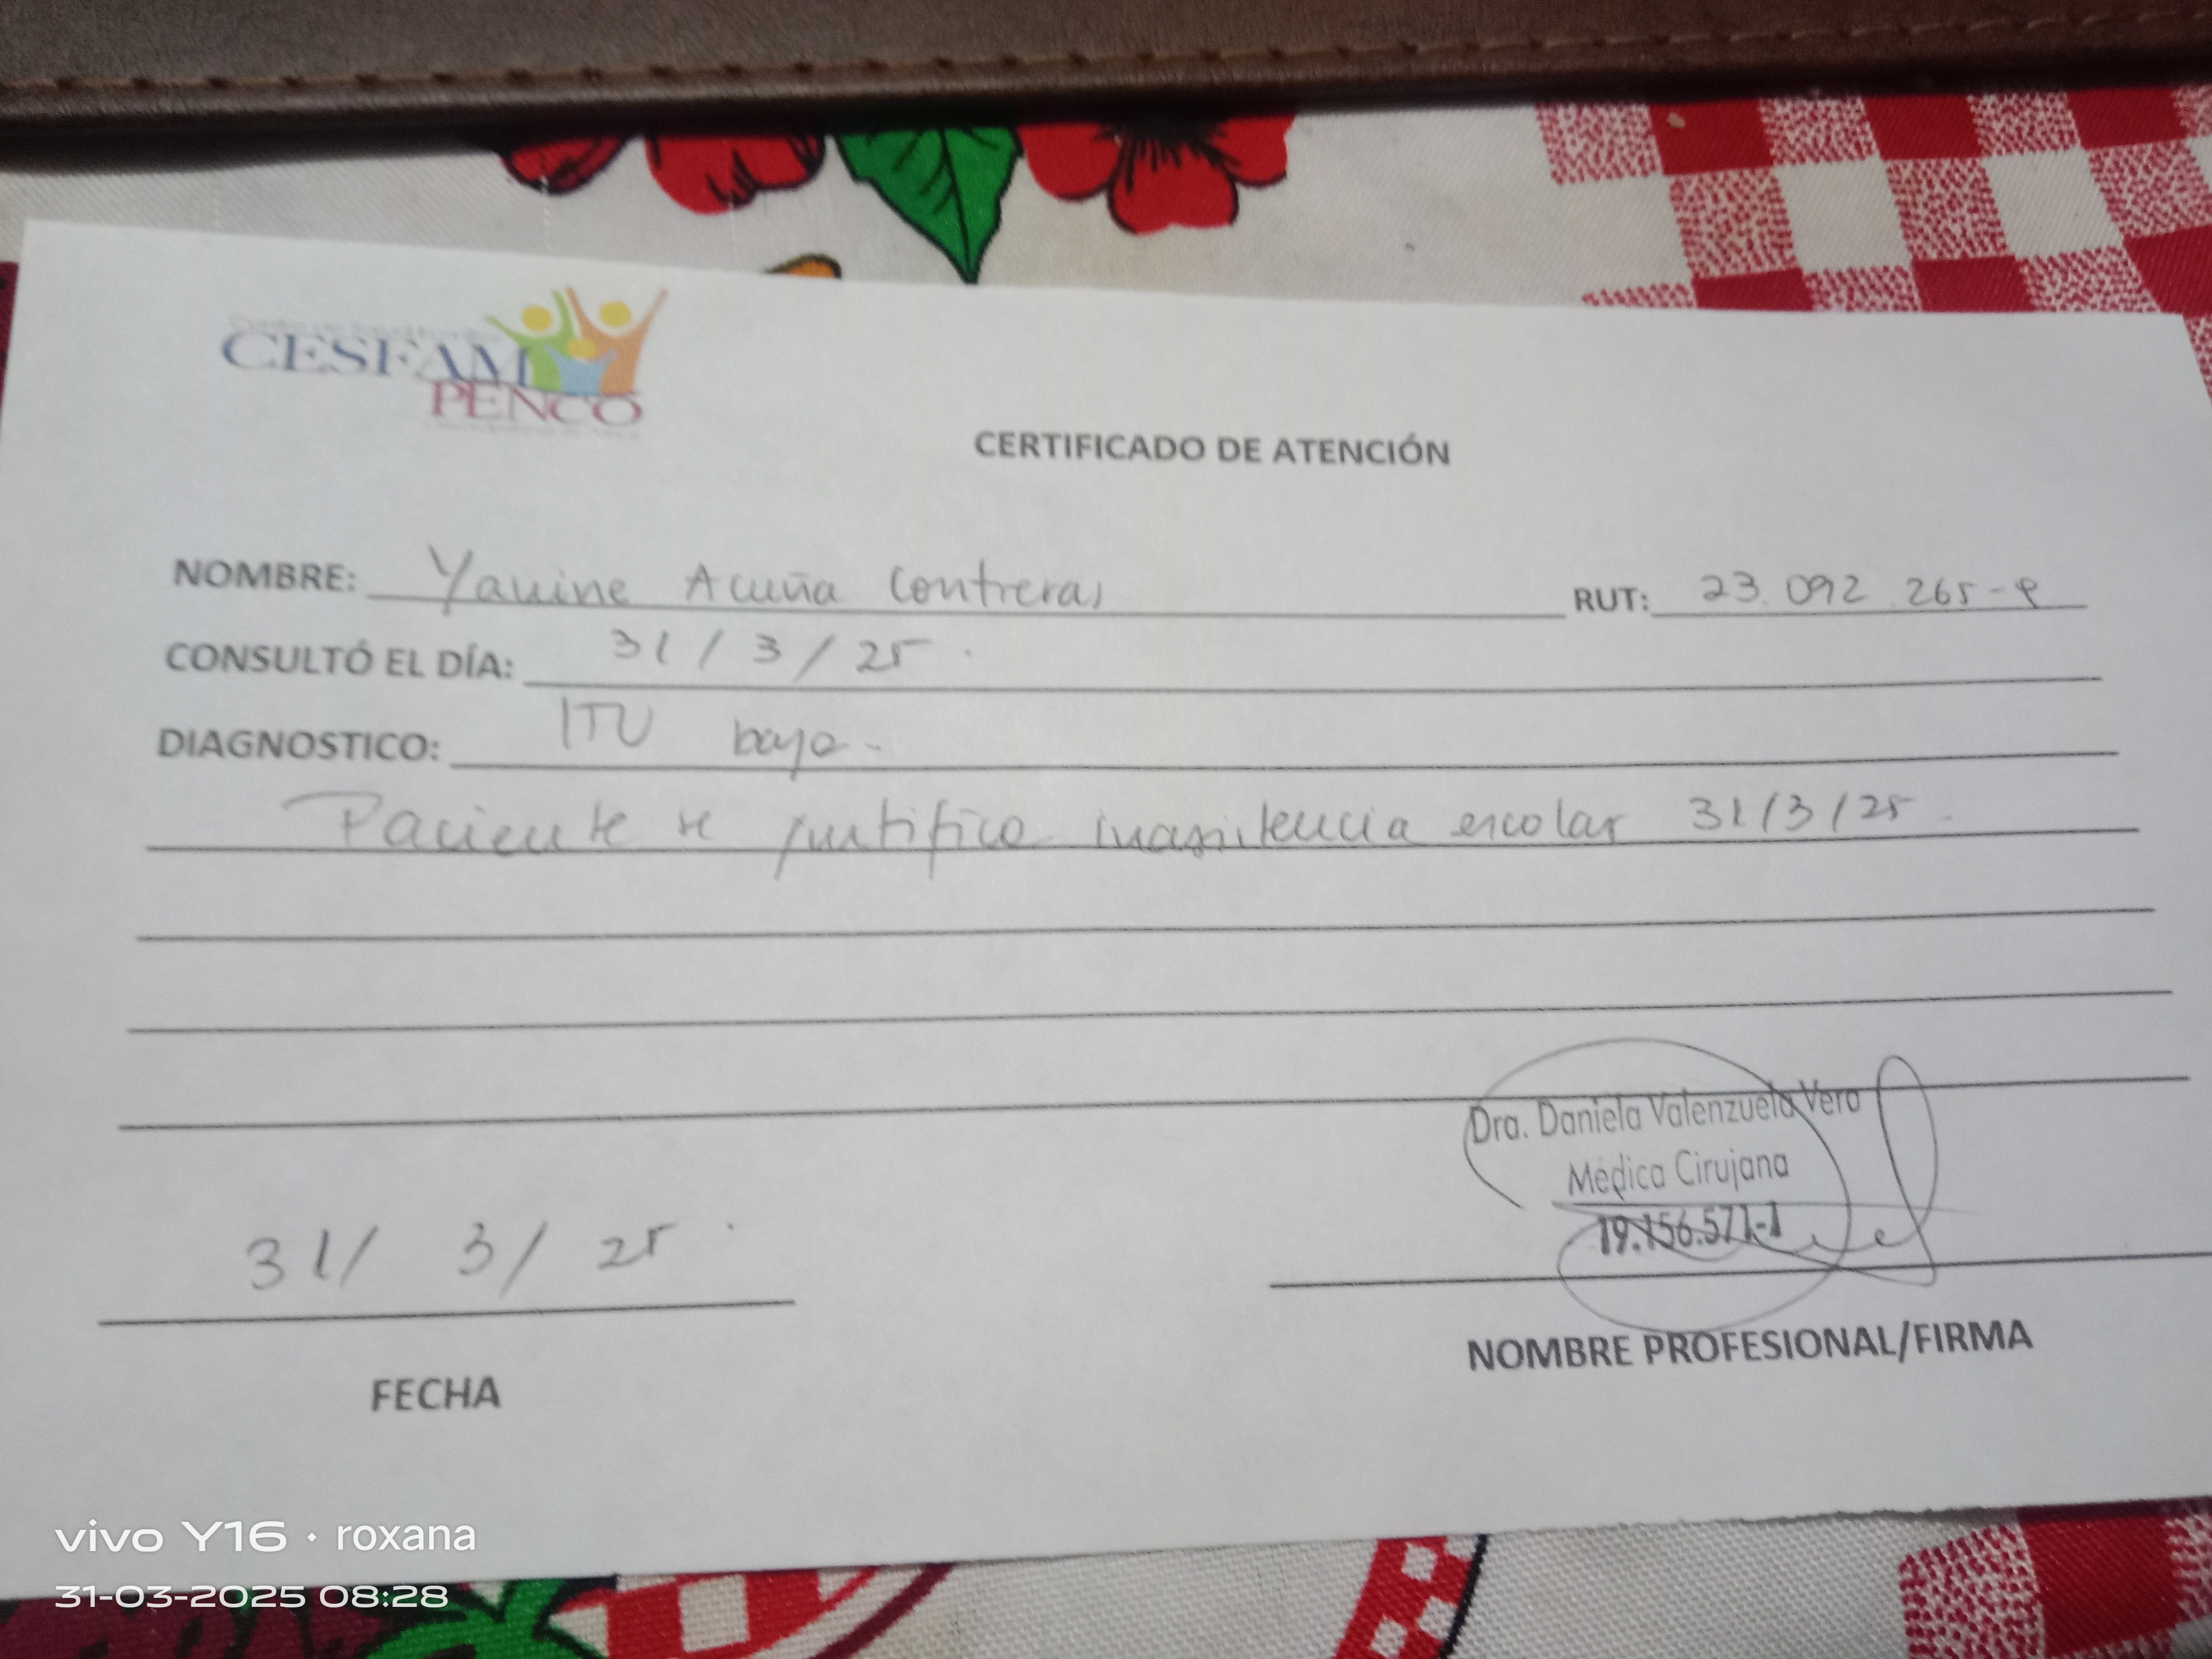 CESFAM
PENCO
CERTIFICADO DE ATENCIÓN
NOMBRE: Yanine Acuña Contreras RUT: 23.092.265-9
CONSULTÓ EL DÍA: 31/3/25.
DIAGNOSTICO: ITU baja.
Paciente se justifica inasistencia escolar 31/3/25.
Dra. Daniela Valenzuela Vera
Médica Cirujana
19.156.571-1
31/3/25.
FECHA
NOMBRE PROFESIONAL/FIRMA
vivo Y16 · roxana
31-03-2025 08:28